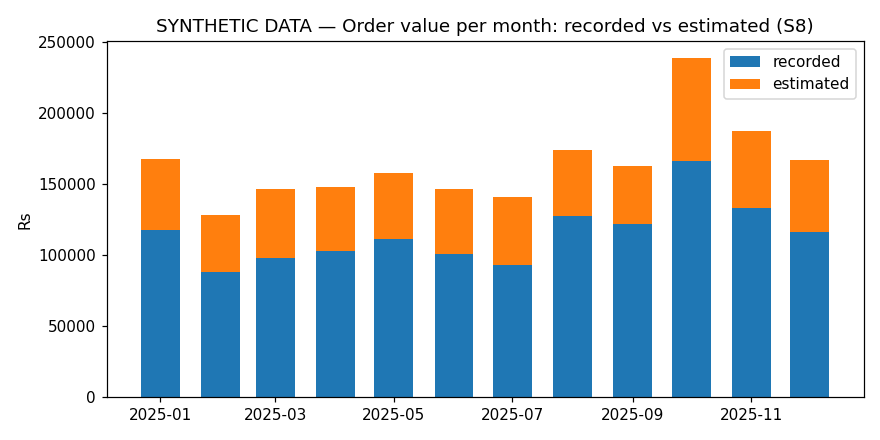 SYNTHETIC DATA — Order value per month: recorded vs estimated (S8)
250000
200000
150000
100000
50000
0
Rs
recorded
estimated
2025-01 2025-03 2025-05 2025-07 2025-09 2025-11